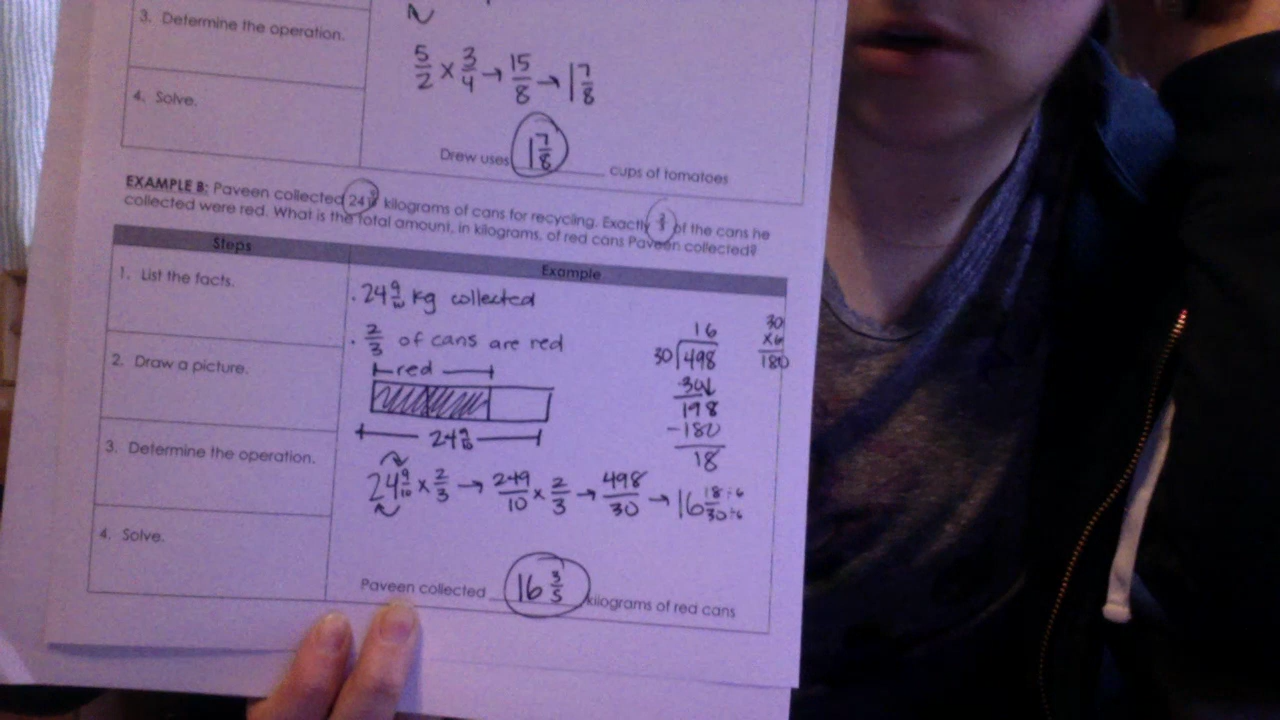 3. Determine the operation.
5/2 × 3/4 → 15/8 → 1 7/8
4. Solve.
Drew uses 1 7/8 cups of tomatoes
EXAMPLE B: Paveen collected 24 kilograms of cans for recycling. Exactly of the cans he
collected were red. What is the total amount, in kilograms, of red cans Paveen collected?
Steps
Example
1. List the facts.
. 24 9/10 kg collected
. 2/3 of cans are red
2. Draw a picture.
red
24 9/10
16
30)498
198
-180
18
30
x6
180
3. Determine the operation.
24 9/10 × 2/3 → 249/10 × 2/3 → 498/30 → 16 18÷6/30÷6
4. Solve.
Paveen collected 16 3/5 kilograms of red cans